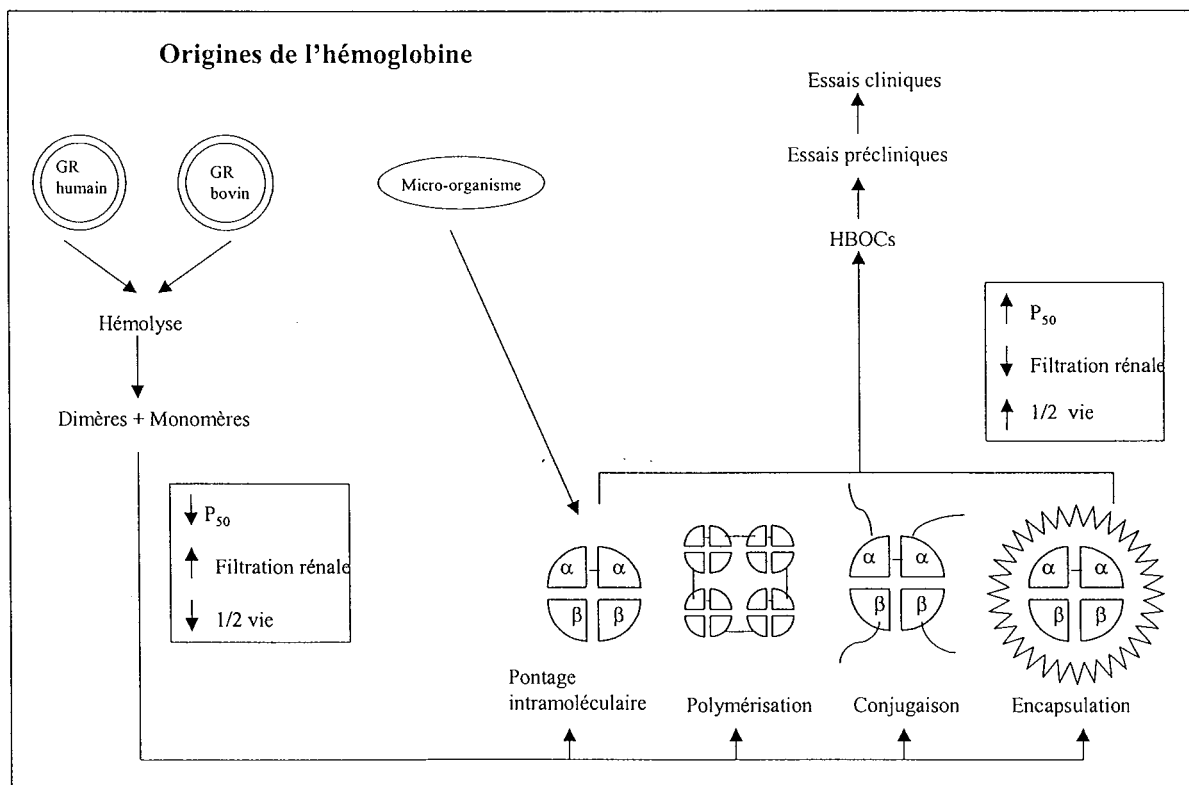 Origines de l'hémoglobine
Essais cliniques
Essais précliniques
HBOCs
GR
humain
GR
bovin
Micro-organisme
Hémolyse
Dimères + Monomères
↓ P₅₀
↑ Filtration rénale
↓ 1/2 vie
↑ P₅₀
↓ Filtration rénale
↑ 1/2 vie
α α
β β
α α
β β
α α
β β
Pontage
intramoléculaire
Polymérisation
Conjugaison
Encapsulation